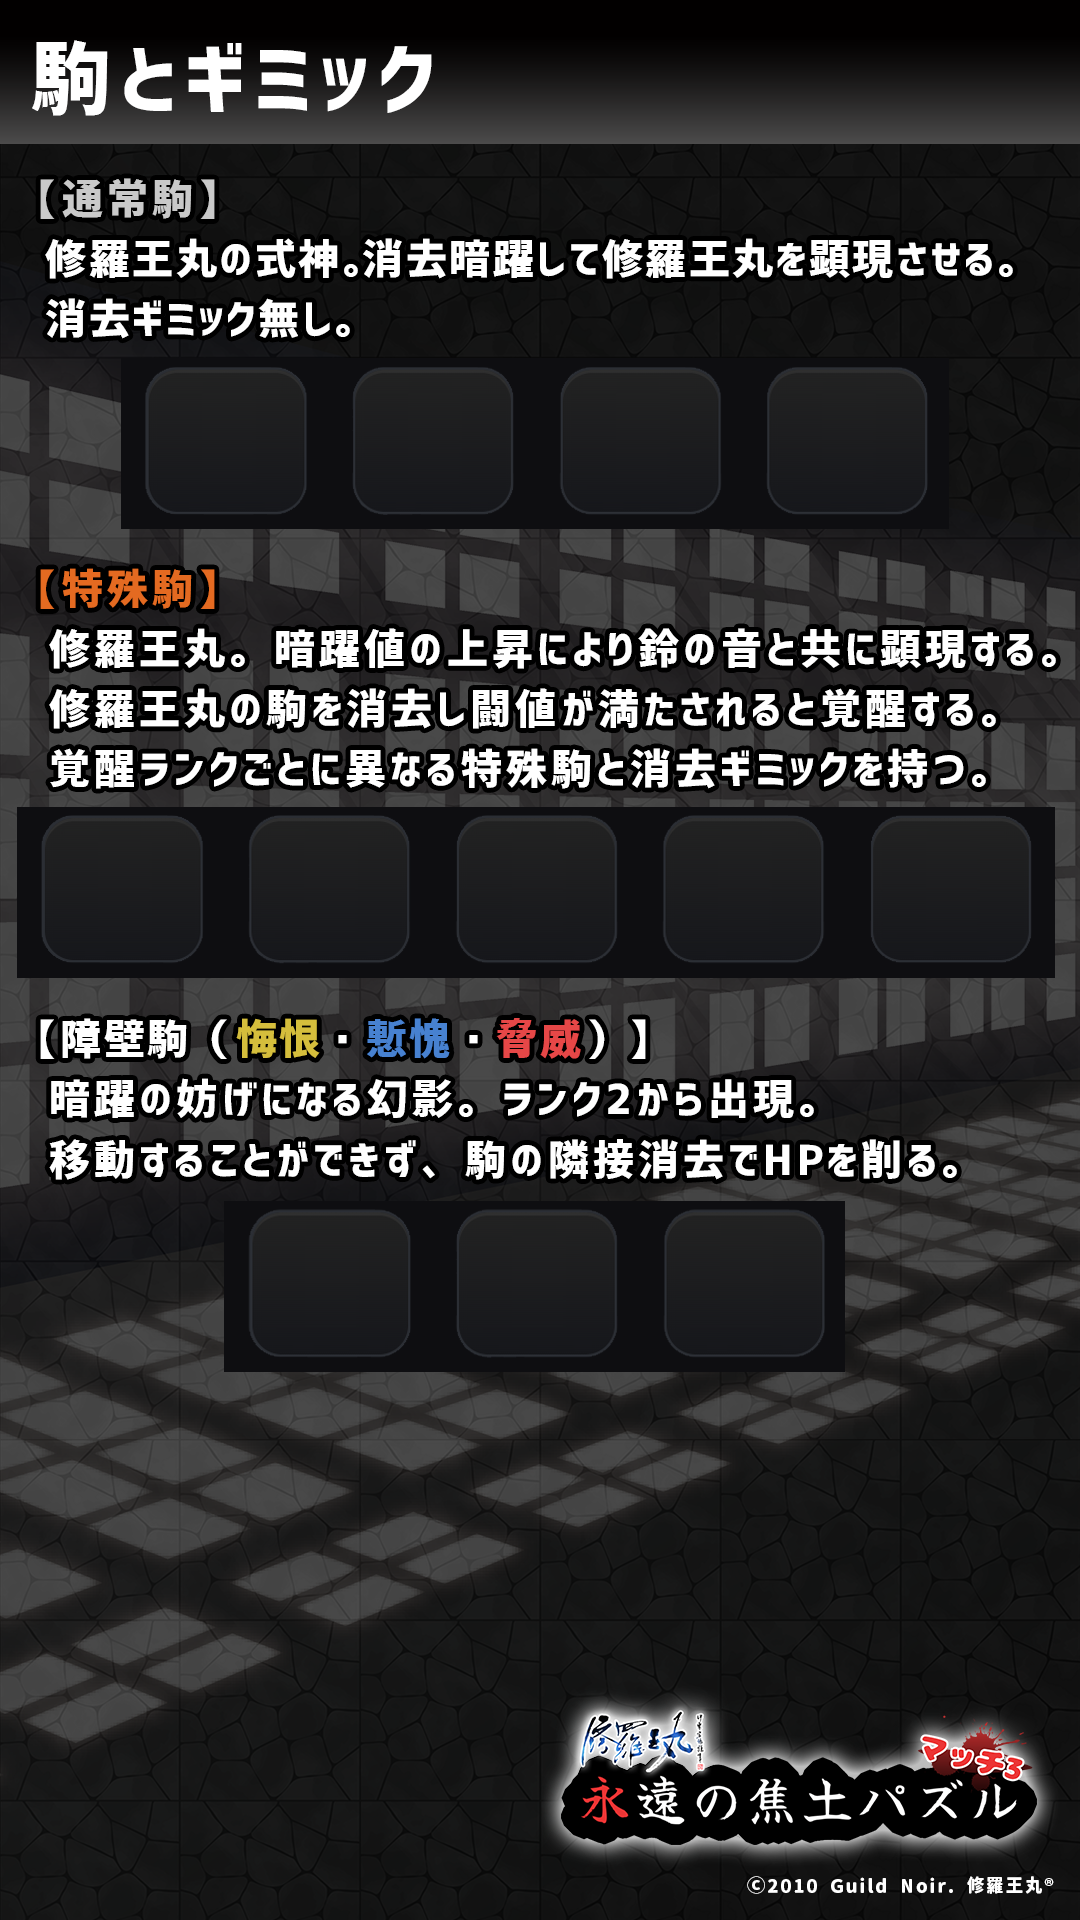 駒とギミック
【通常駒】
修羅王丸の式神。消去暗躍して修羅王丸を顕現させる。
消去ギミック無し。
【特殊駒】
修羅王丸。暗躍値の上昇により鈴の音と共に顕現する。
修羅王丸の駒を消去し闘値が満たされると覚醒する。
覚醒ランクごとに異なる特殊駒と消去ギミックを持つ。
【障壁駒（悔恨・慙愧・脅威）】
暗躍の妨げになる幻影。ランク2から出現。
移動することができず、駒の隣接消去でHPを削る。
修羅王丸
マッチ3
永遠の焦土パズル
©2010 Guild Noir. 修羅王丸®